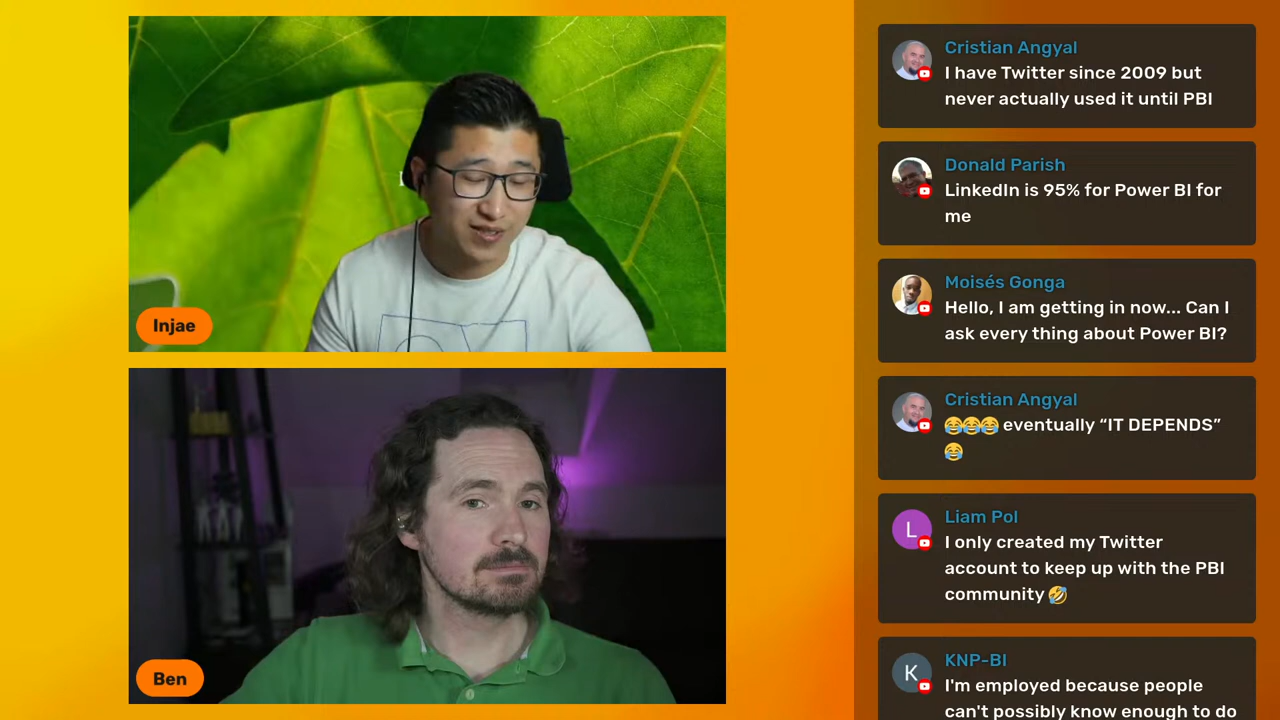 Injae
Ben
Cristian Angyal
I have Twitter since 2009 but
never actually used it until PBI
Donald Parish
LinkedIn is 95% for Power BI for
me
Moisés Gonga
Hello, I am getting in now... Can I
ask every thing about Power BI?
Cristian Angyal
😂😂😂 eventually “IT DEPENDS”
😂
L
Liam Pol
I only created my Twitter
account to keep up with the PBI
community 🤣
K
KNP-BI
I'm employed because people
can't possibly know enough to do